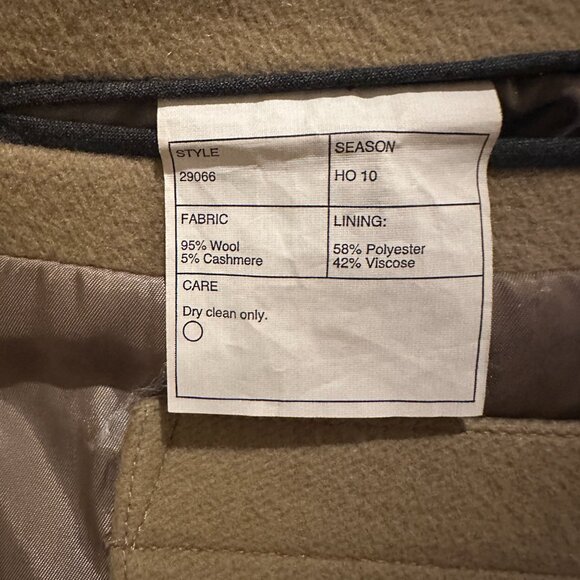 STYLE
29066
SEASON
HO 10
FABRIC
95% Wool
5% Cashmere
LINING:
58% Polyester
42% Viscose
CARE
Dry clean only.